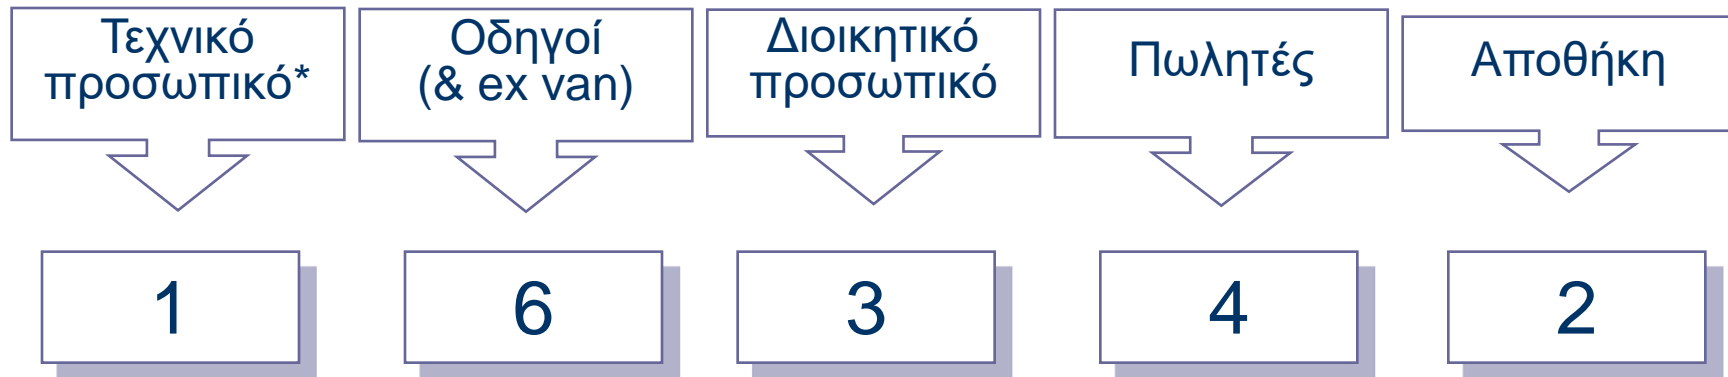 Τεχνικό
προσωπικό*
Οδηγοί
(& ex van)
Διοικητικό
προσωπικό
Πωλητές
Αποθήκη
1
6
3
4
2